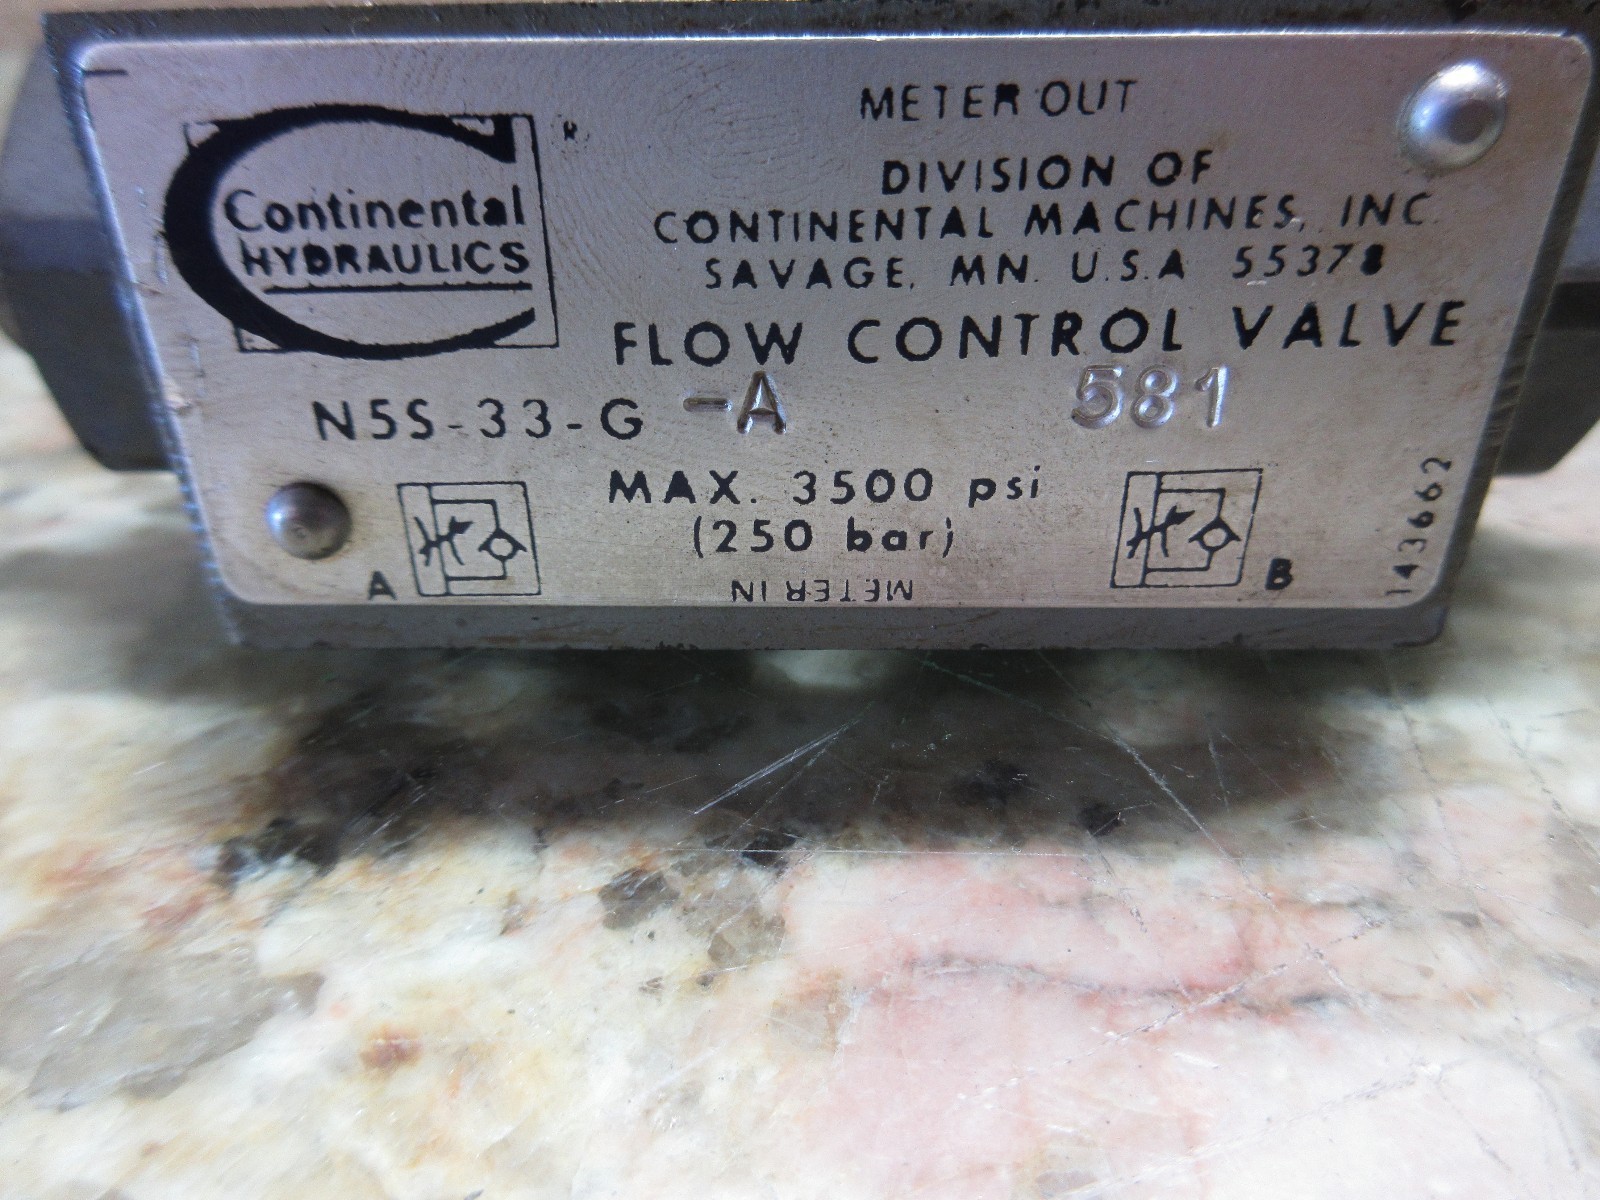 METER OUT
Continental
HYDRAULICS
®
DIVISION OF
CONTINENTAL MACHINES, INC.
SAVAGE, MN. U.S.A 55378
FLOW CONTROL VALVE
N5S-33-G -A 581
MAX. 3500 psi
(250 bar)
A
B
METER IN
143662